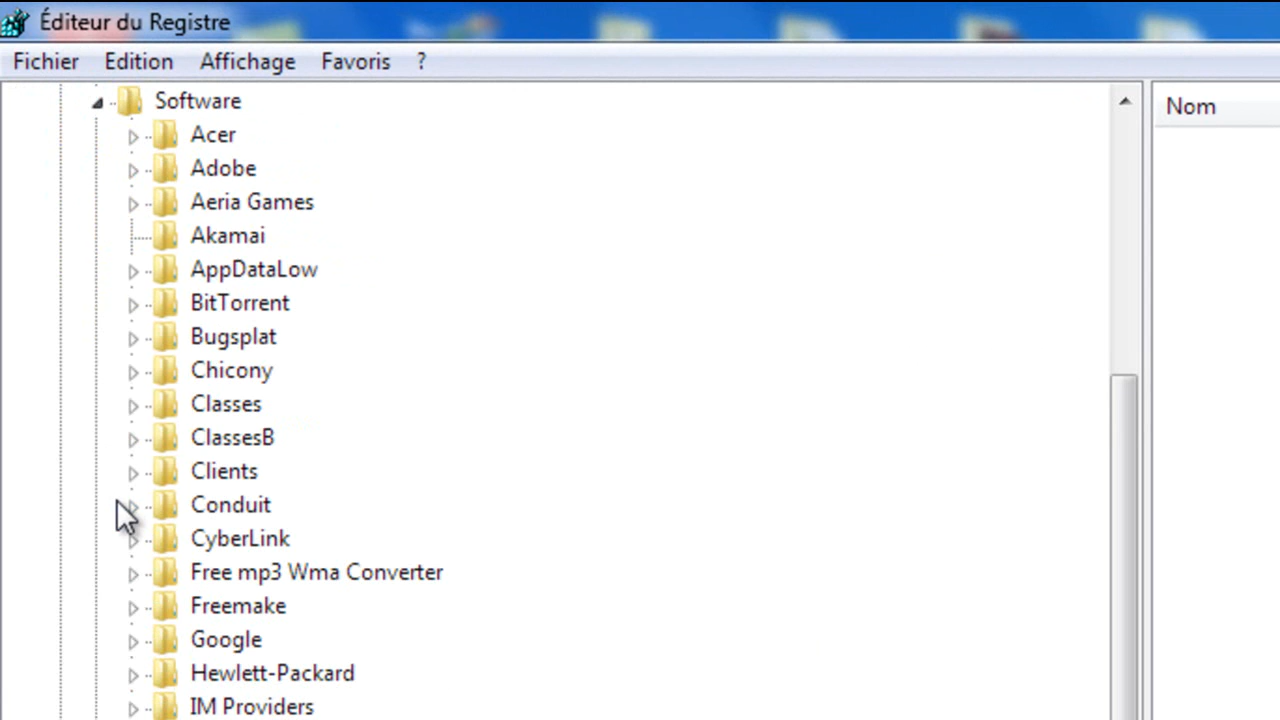 Éditeur du Registre
Fichier Edition Affichage Favoris ?
Software
Nom
Acer
Adobe
Aeria Games
Akamai
AppDataLow
BitTorrent
Bugsplat
Chicony
Classes
ClassesB
Clients
Conduit
CyberLink
Free mp3 Wma Converter
Freemake
Google
Hewlett-Packard
IM Providers